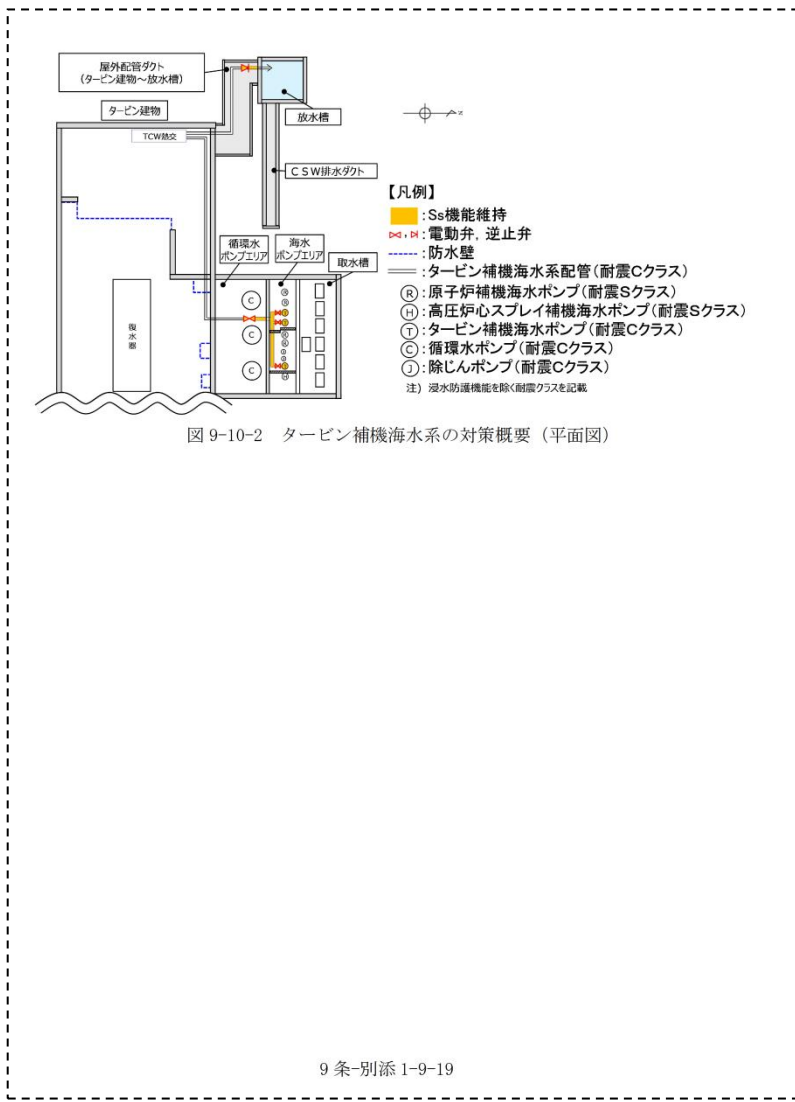 屋外配管ダクト
(タービン建物～放水槽)
タービン建物
TCW熱交
放水槽
N
CSW排水ダクト
循環水
ポンプエリア
海水
ポンプエリア
取水槽
復水器
C
C
C
H
【凡例】
:Ss機能維持
:電動弁, 逆止弁
:防水壁
:タービン補機海水系配管(耐震Cクラス)
R:原子炉補機海水ポンプ(耐震Sクラス)
H:高圧炉心スプレイ補機海水ポンプ(耐震Sクラス)
T:タービン補機海水ポンプ(耐震Cクラス)
C:循環水ポンプ(耐震Cクラス)
J:除じんポンプ(耐震Cクラス)
注) 浸水防護機能を除く耐震クラスを記載
図 9-10-2 タービン補機海水系の対策概要（平面図）
9 条-別添 1-9-19